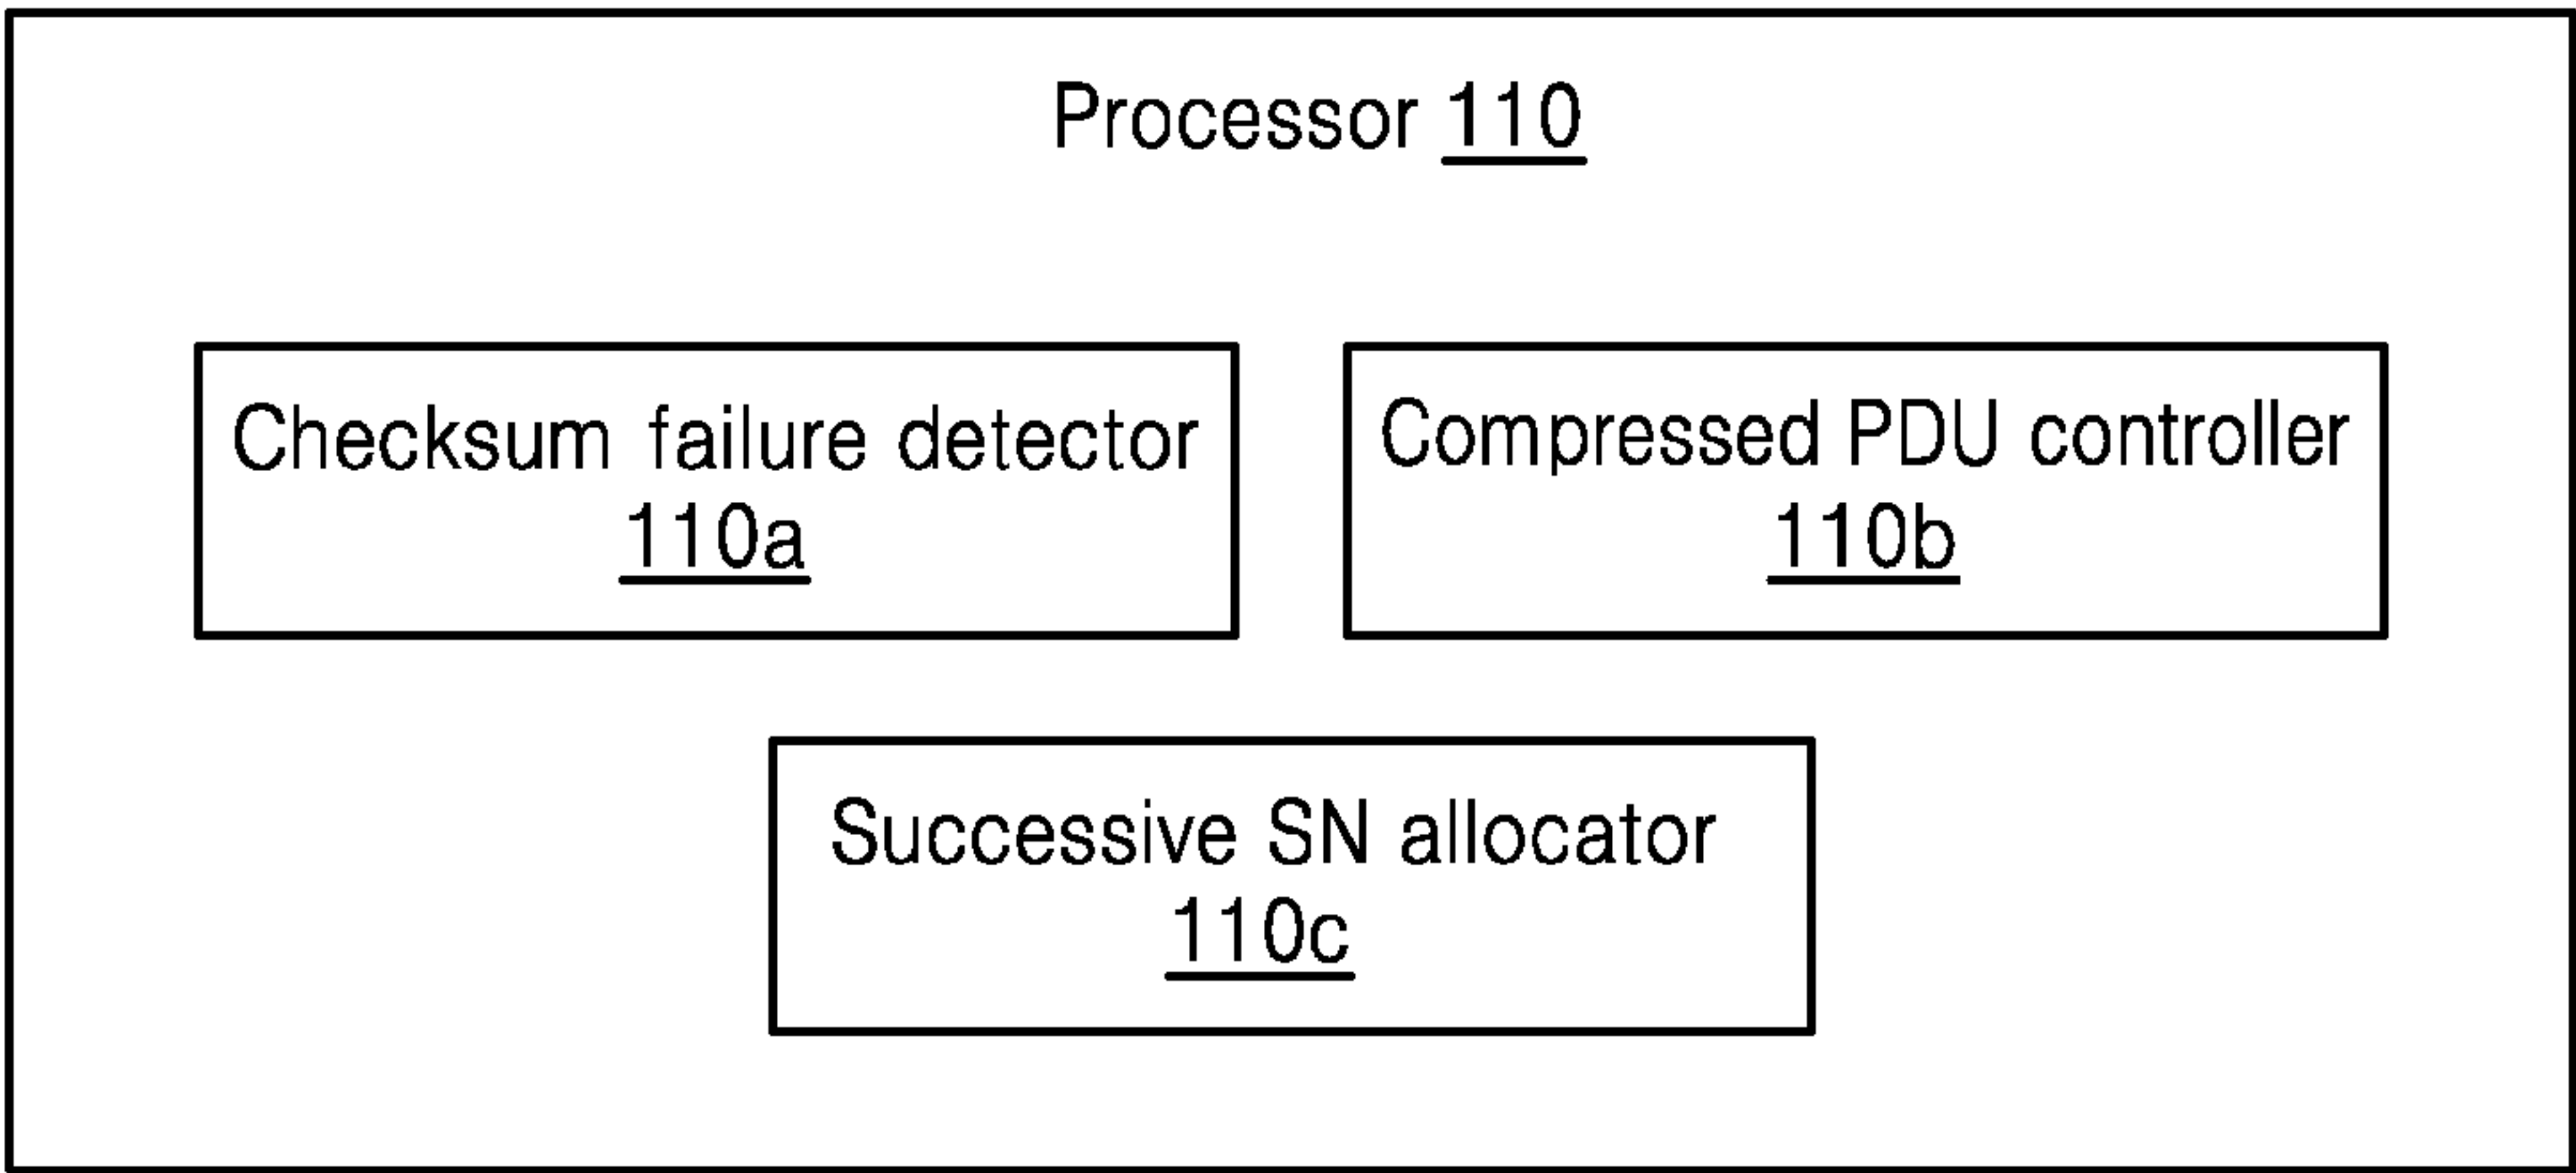 Processor 110
Checksum failure detector
110a
Compressed PDU controller
110b
Successive SN allocator
110c